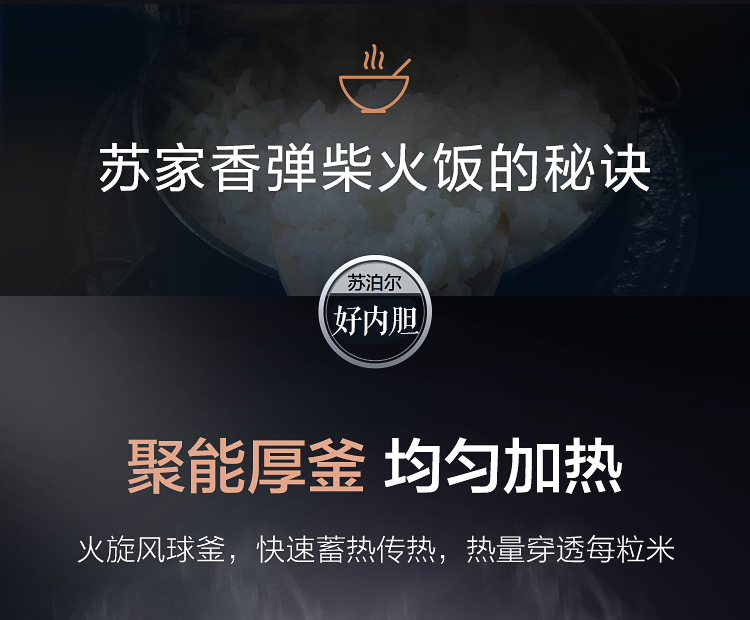 苏家香弹柴火饭的秘诀
苏泊尔
好内胆
聚能厚釜 均匀加热
火旋风球釜，快速蓄热传热，热量穿透每粒米